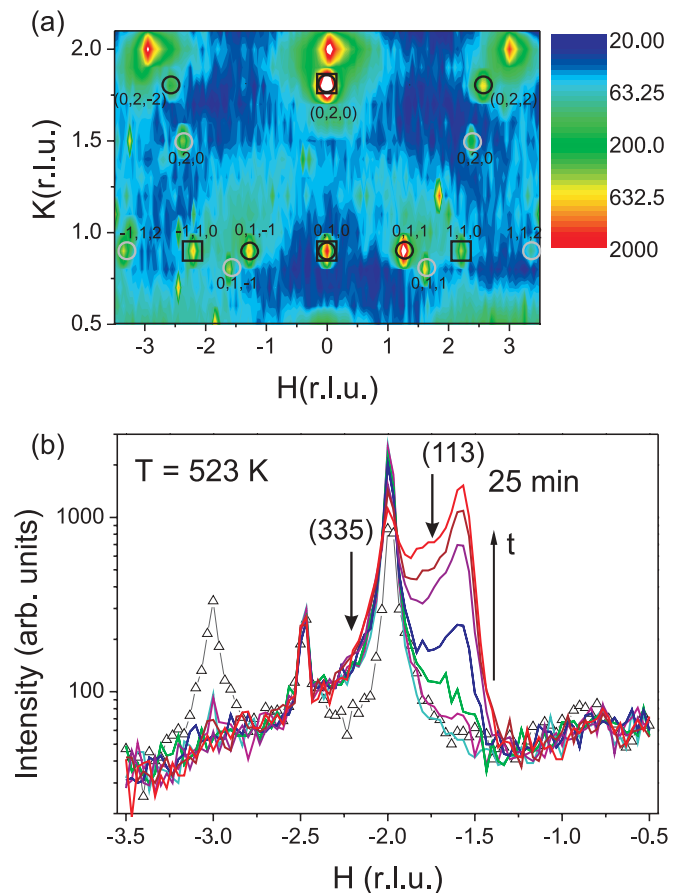 (a)
2.0
1.5
1.0
0.5
K(r.l.u.)
(0,2,-2)
(0,2,0)
(0,2,2)
0,2,0
0,2,0
-1,1,2
-1,1,0
0,1,-1
0,1,0
0,1,1
1,1,0
1,1,2
0,1,-1
0,1,1
-3 -2 -1 0 1 2 3
H(r.l.u.)
20.00
63.25
200.0
632.5
2000
(b)
T = 523 K
(335)
(113)
25 min
t
1000
100
Intensity (arb. units)
-3.5 -3.0 -2.5 -2.0 -1.5 -1.0 -0.5
H (r.l.u.)